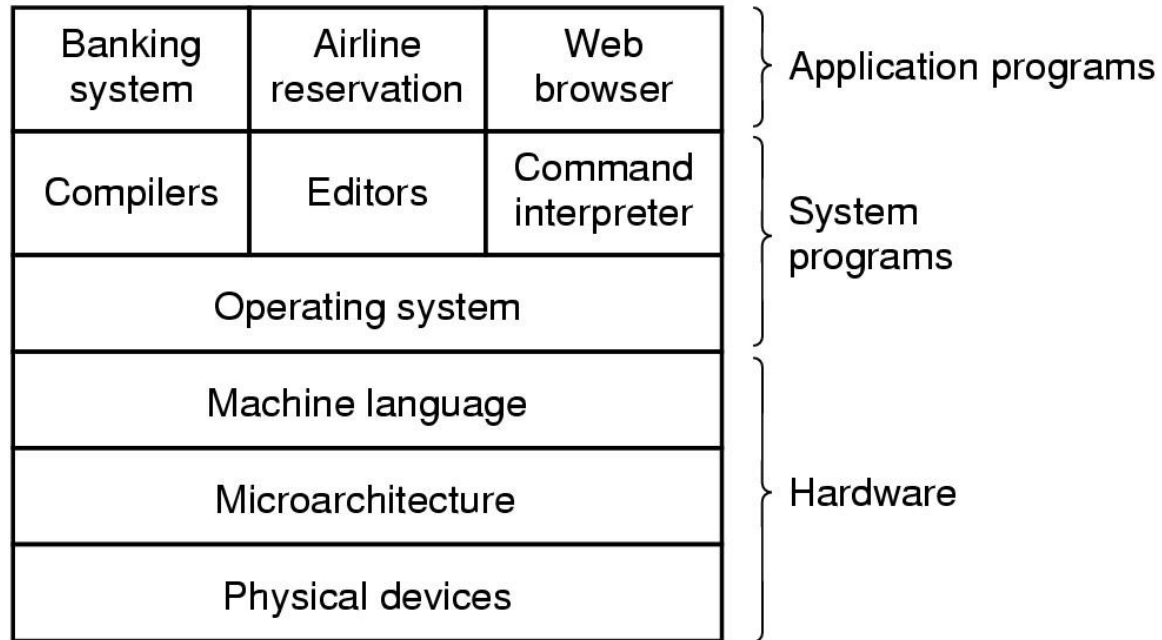 Banking
system
Airline
reservation
Web
browser
Application programs
Compilers
Editors
Command
interpreter
System
programs
Operating system
Machine language
Microarchitecture
Hardware
Physical devices